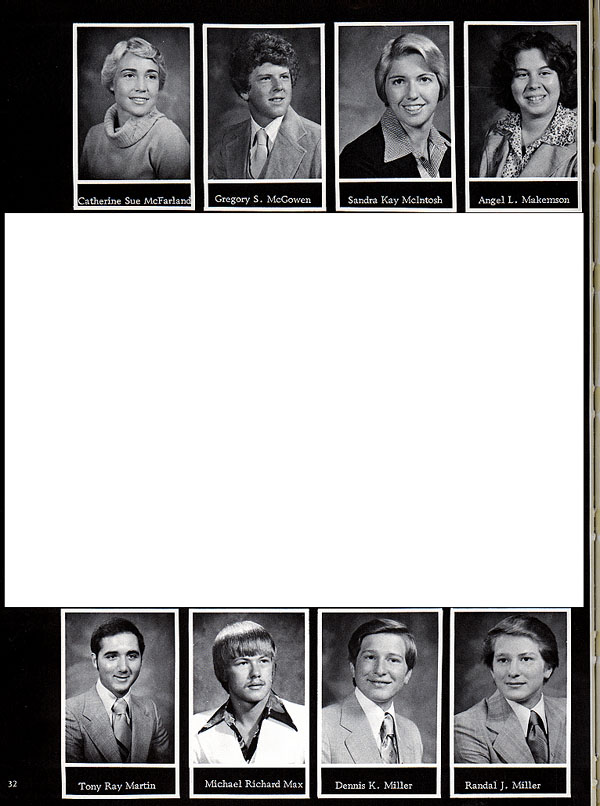 Catherine Sue McFarland
Gregory S. McGowen
Sandra Kay McIntosh
Angel L. Makemson
Tony Ray Martin
Michael Richard Max
Dennis K. Miller
Randal J. Miller
32